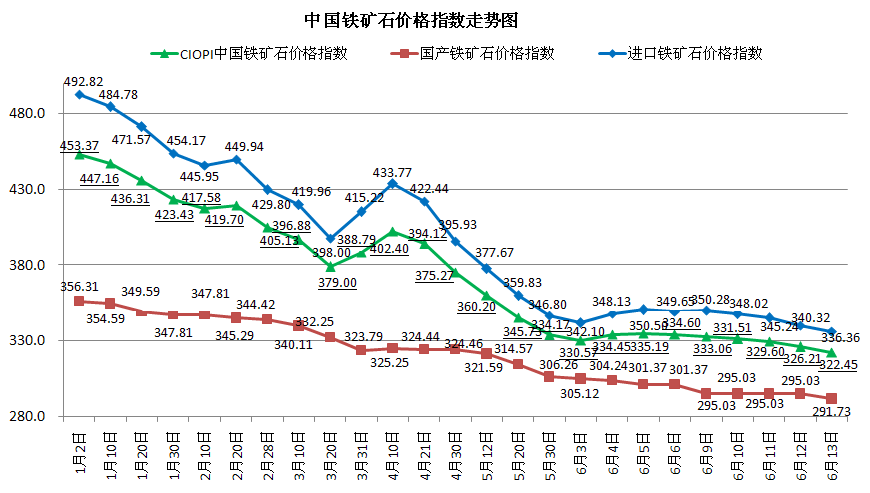 中国铁矿石价格指数走势图
CIOPI中国铁矿石价格指数 国产铁矿石价格指数 进口铁矿石价格指数
480.0
430.0
380.0
330.0
280.0
492.82 484.78 471.57 454.17 445.95 449.94 429.80 419.96 398.00 415.22 433.77 422.44 395.93 377.67 359.83 346.80 342.10 348.13 350.56 349.65 350.28 348.02 345.24 340.32 336.36
453.37 447.16 436.31 423.43 417.58 419.70 405.13 396.88 379.00 388.79 402.40 394.12 375.27 360.20 345.73 334.17 330.57 334.45 335.19 334.60 333.06 331.51 329.60 326.21 322.45
356.31 354.59 349.59 347.81 347.81 345.29 344.42 340.11 332.25 323.79 325.25 324.44 324.46 321.59 314.57 306.26 305.12 304.24 301.37 301.37 295.03 295.03 295.03 295.03 291.73
1月2日 1月10日 1月20日 1月30日 2月10日 2月20日 2月28日 3月10日 3月20日 3月31日 4月10日 4月21日 4月30日 5月12日 5月20日 5月30日 6月3日 6月4日 6月5日 6月6日 6月9日 6月10日 6月11日 6月12日 6月13日